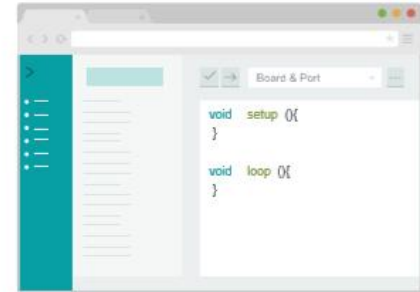 Board & Port
void setup (){
}
void loop (){
}